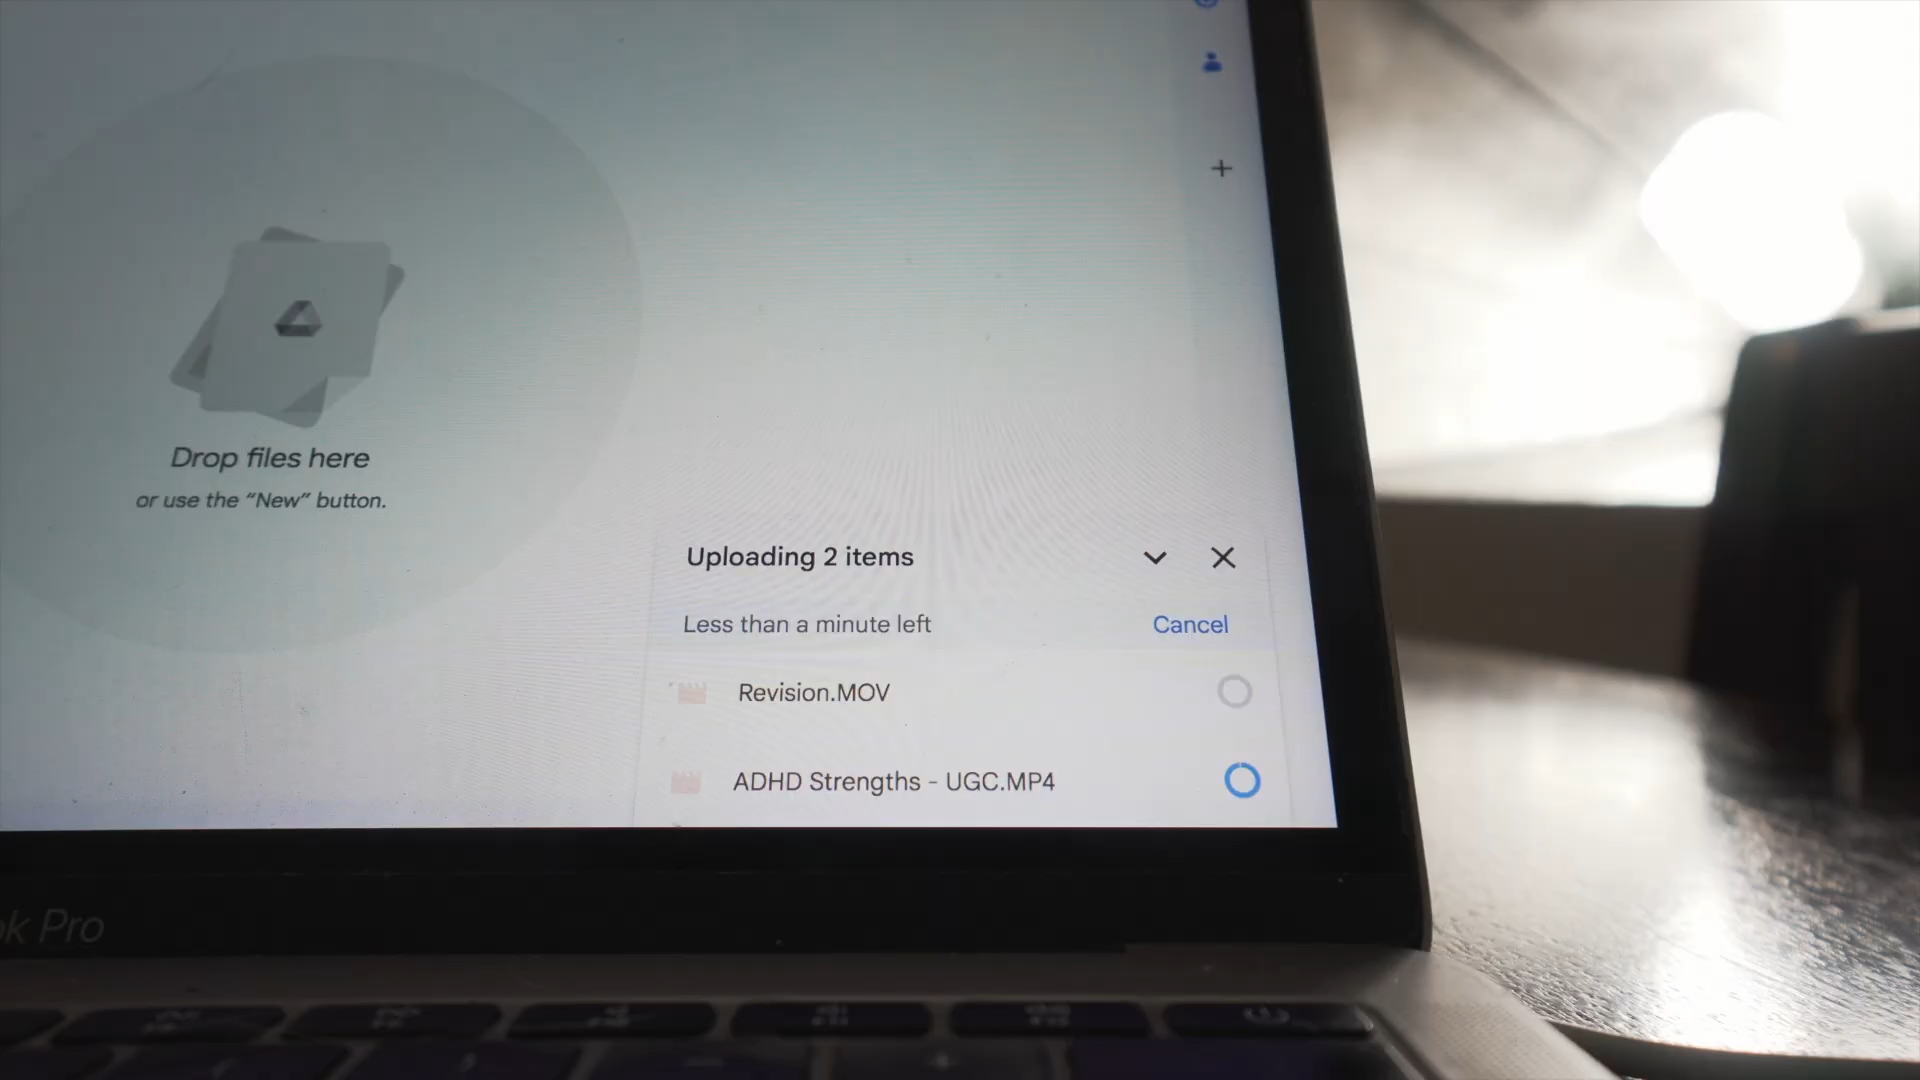 Drop files here
or use the “New” button.
Uploading 2 items
Less than a minute left
Cancel
Revision.MOV
ADHD Strengths - UGC.MP4
Pro